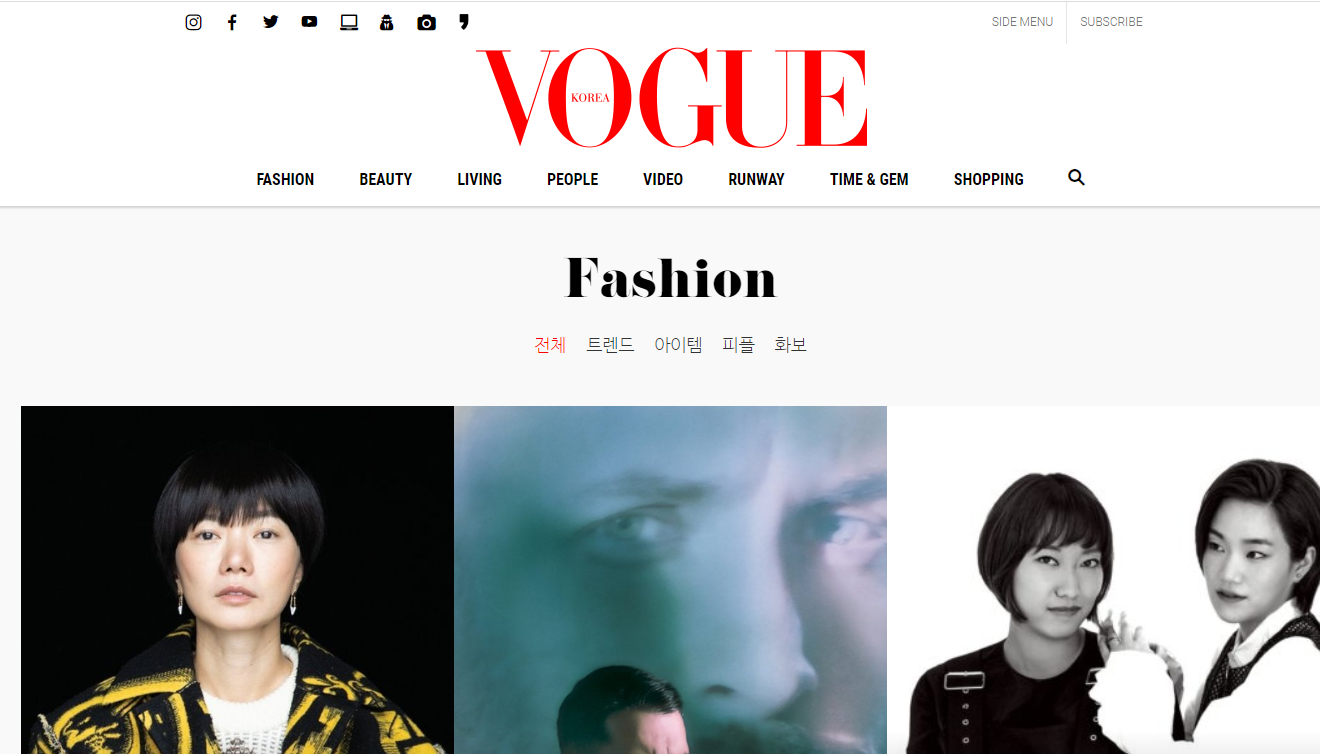 SIDE MENU SUBSCRIBE
VOGUE
KOREA
FASHION BEAUTY LIVING PEOPLE VIDEO RUNWAY TIME & GEM SHOPPING
Fashion
전체 트렌드 아이템 피플 화보